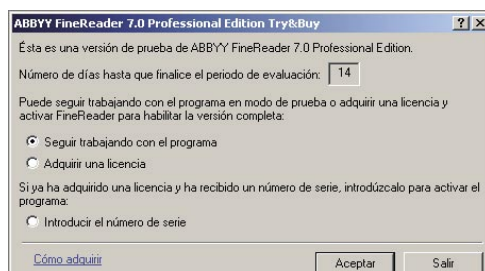 ABBYY FineReader 7.0 Professional Edition Try&Buy
Ésta es una versión de prueba de ABBYY FineReader 7.0 Professional Edition.
Número de días hasta que finalice el periodo de evaluación: 14
Puede seguir trabajando con el programa en modo de prueba o adquirir una licencia y
activar FineReader para habilitar la versión completa:
Seguir trabajando con el programa
Adquirir una licencia
Si ya ha adquirido una licencia y ha recibido un número de serie, introdúzcalo para activar el
programa:
Introducir el número de serie
Cómo adquirir Aceptar Salir